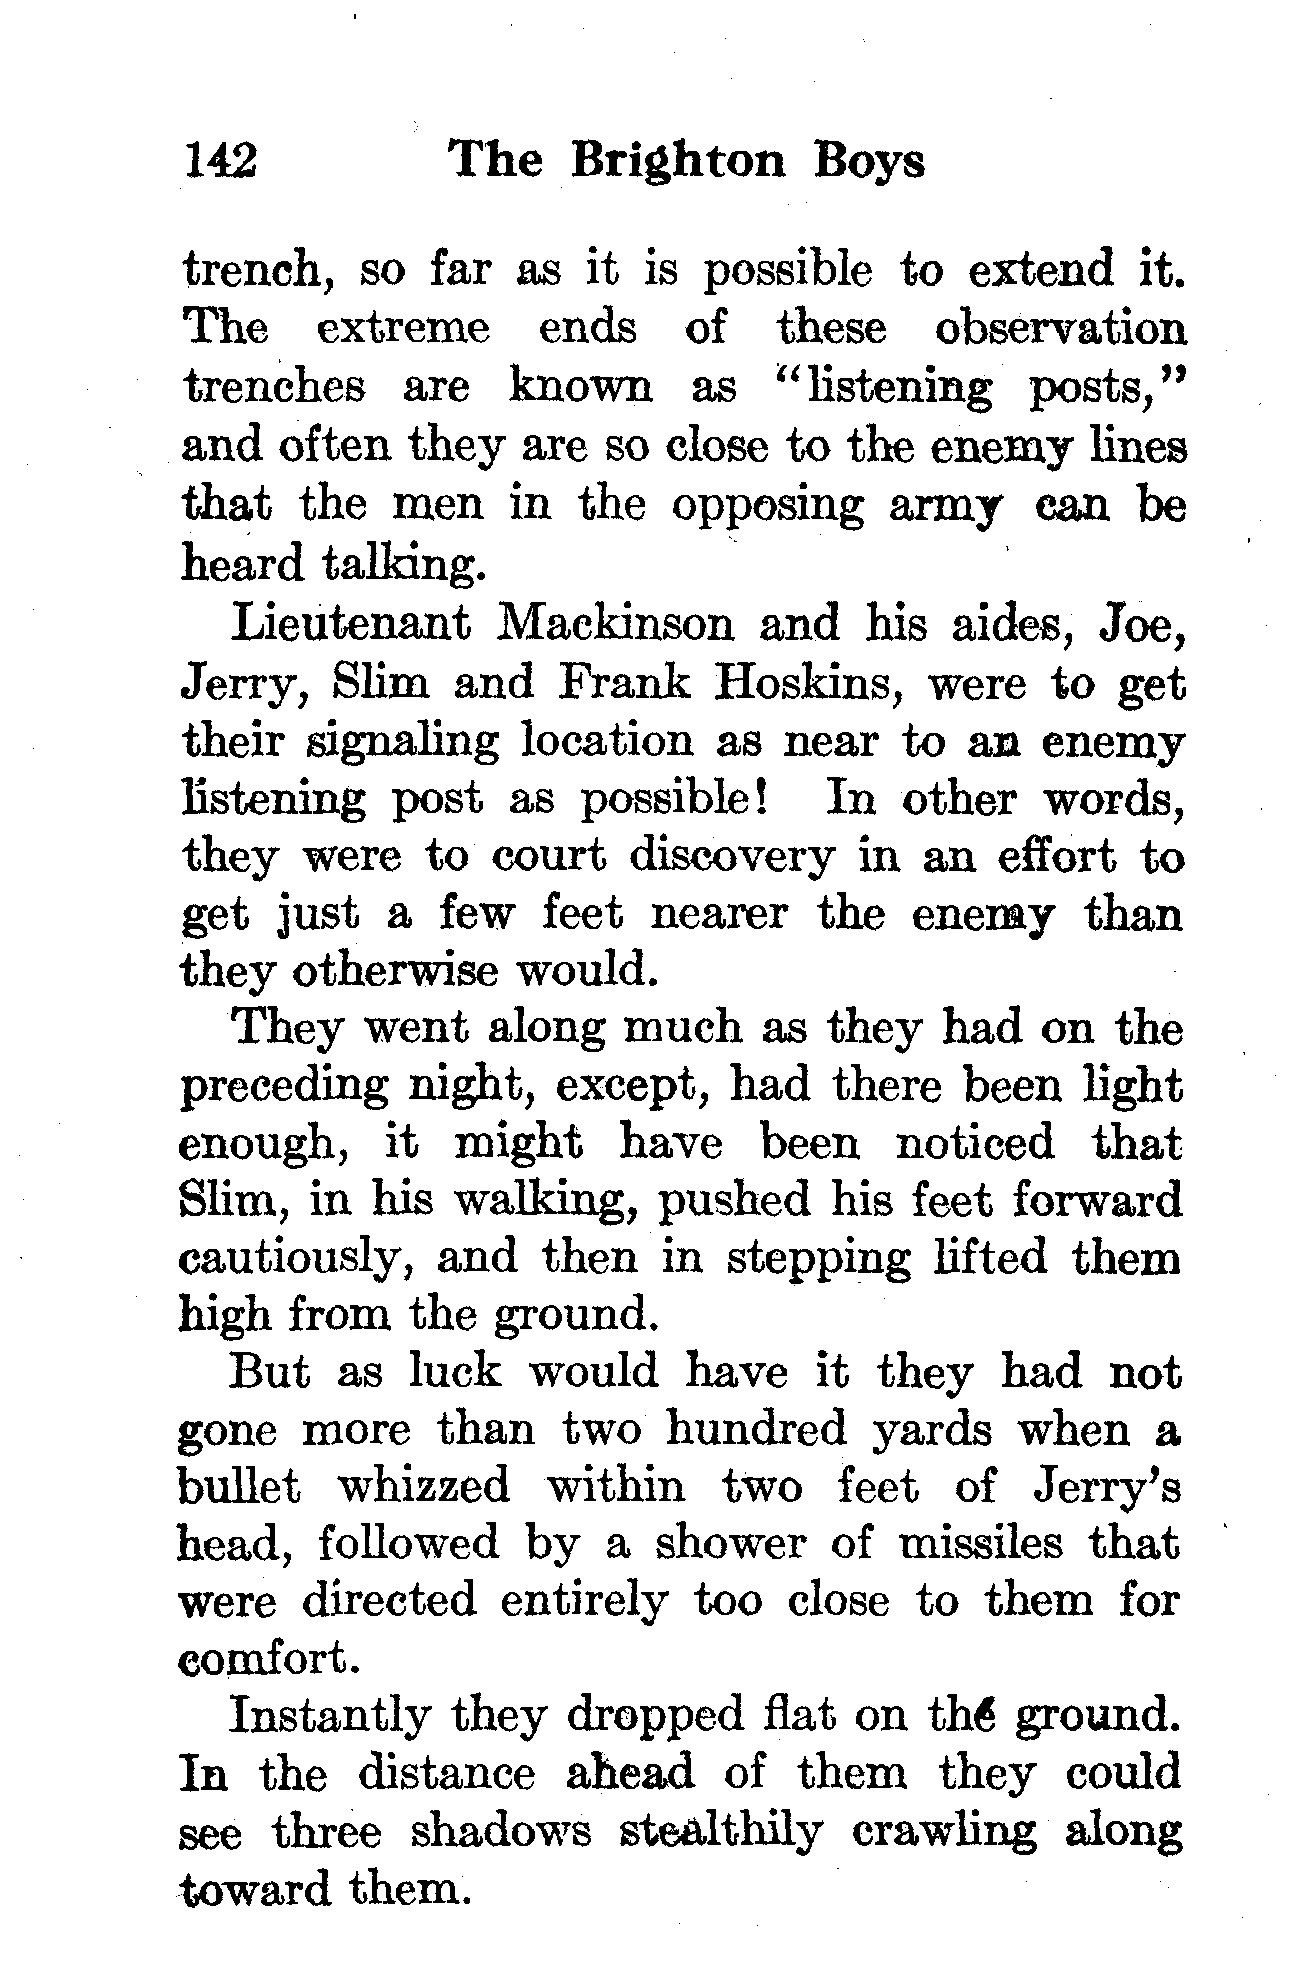 142 The Brighton Boys
trench, so far as it is possible to extend it.
The extreme ends of these observation
trenches are known as "listening posts,"
and often they are so close to the enemy lines
that the men in the opposing army can be
heard talking.
Lieutenant Mackinson and his aides, Joe,
Jerry, Slim and Frank Hoskins, were to get
their signaling location as near to an enemy
listening post as possible! In other words,
they were to court discovery in an effort to
get just a few feet nearer the enemy than
they otherwise would.
They went along much as they had on the
preceding night, except, had there been light
enough, it might have been noticed that
Slim, in his walking, pushed his feet forward
cautiously, and then in stepping lifted them
high from the ground.
But as luck would have it they had not
gone more than two hundred yards when a
bullet whizzed within two feet of Jerry's
head, followed by a shower of missiles that
were directed entirely too close to them for
comfort.
Instantly they dropped flat on the ground.
In the distance ahead of them they could
see three shadows stealthily crawling along
toward them.